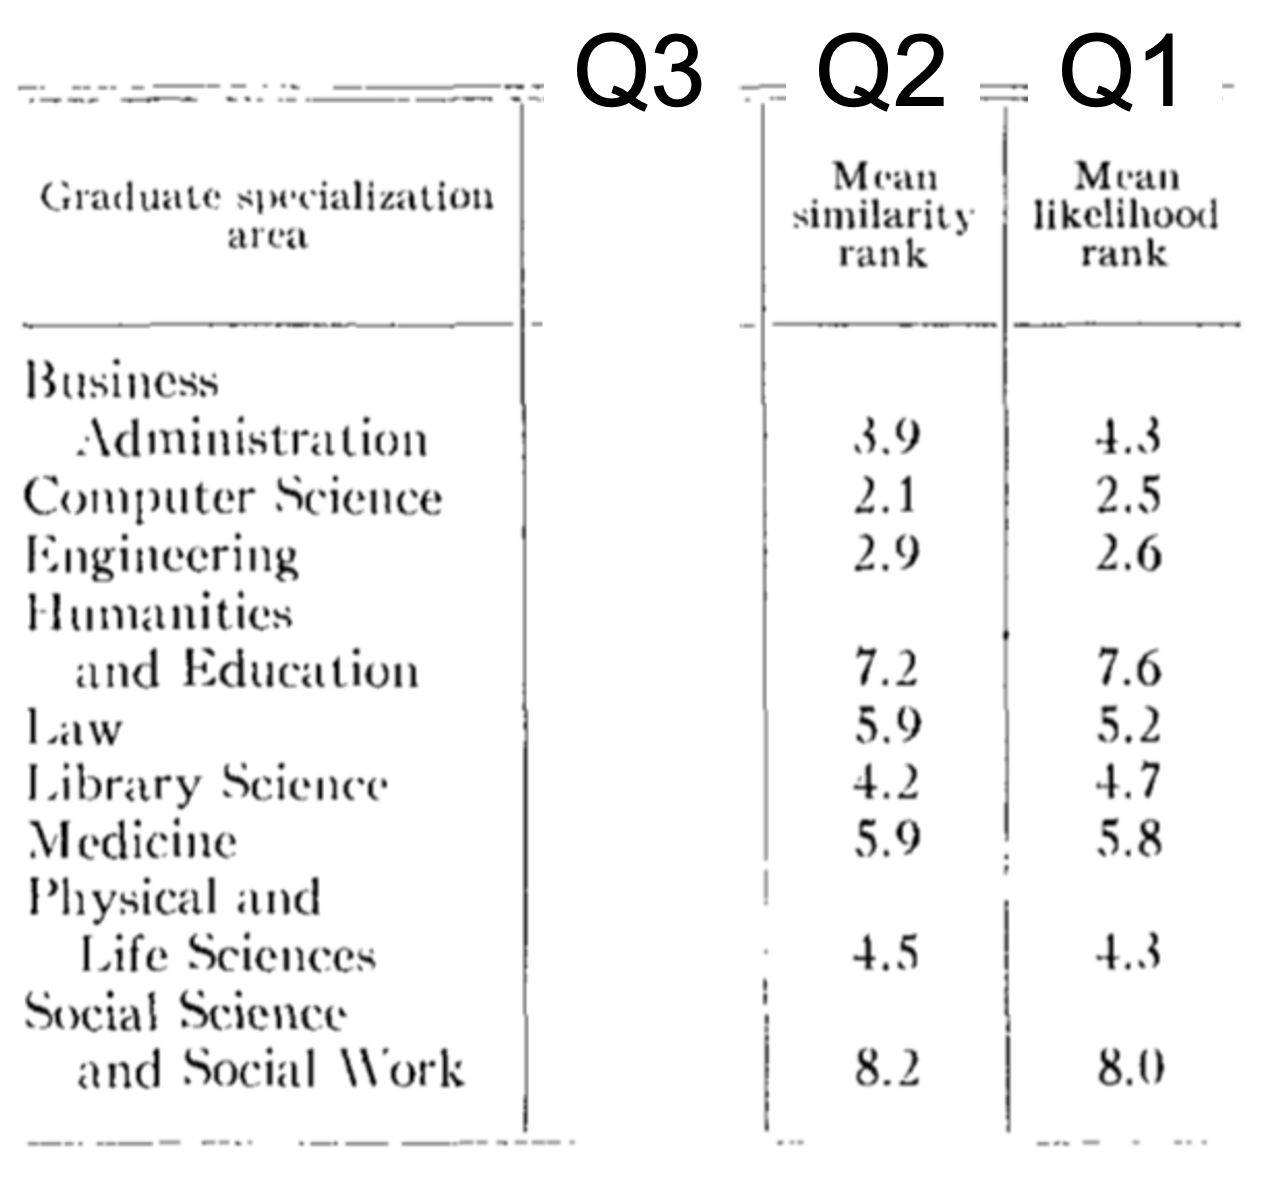 Q3 Q2 Q1
Graduate specialization area Mean similarity rank Mean likelihood rank
Business
Administration 3.9 4.3
Computer Science 2.1 2.5
Engineering 2.9 2.6
Humanities
and Education 7.2 7.6
Law 5.9 5.2
Library Science 4.2 4.7
Medicine 5.9 5.8
Physical and
Life Sciences 4.5 4.3
Social Science
and Social Work 8.2 8.0